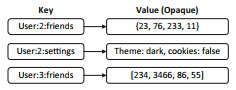 Key Value (Opaque)
User:2:friends {23, 76, 233, 11}
User:2:settings Theme: dark, cookies: false
User:3:friends [234, 3466, 86, 55]